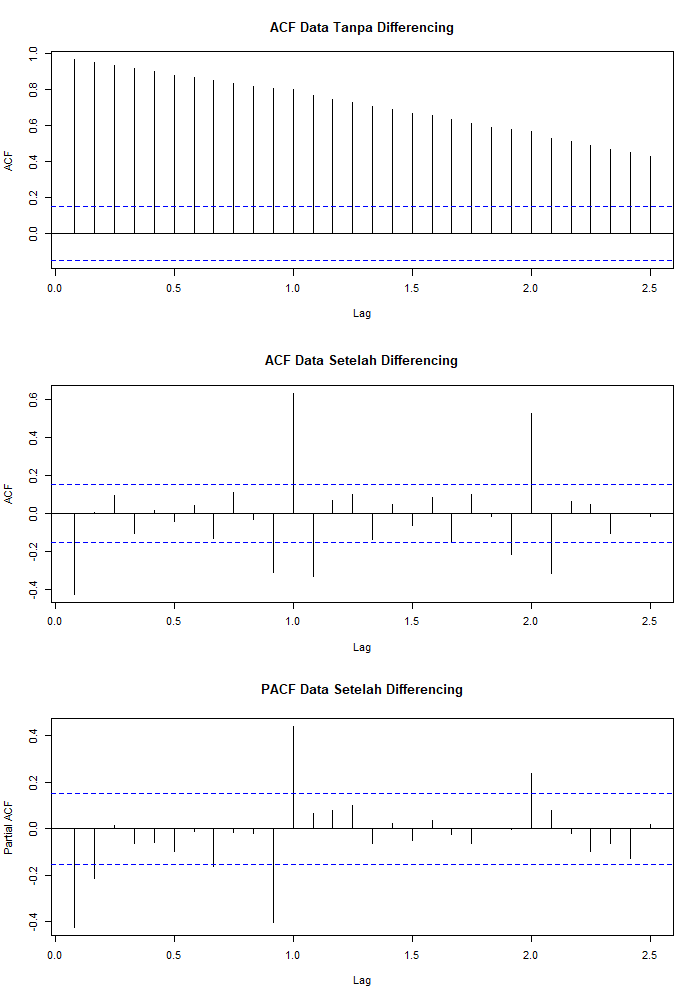 ACF Data Tanpa Differencing
1.0
0.8
0.6
0.4
0.2
0.0
ACF
0.0 0.5 1.0 1.5 2.0 2.5
Lag
ACF Data Setelah Differencing
0.6
0.4
0.2
0.0
-0.2
-0.4
ACF
0.0 0.5 1.0 1.5 2.0 2.5
Lag
PACF Data Setelah Differencing
0.4
0.2
0.0
-0.2
-0.4
Partial ACF
0.0 0.5 1.0 1.5 2.0 2.5
Lag